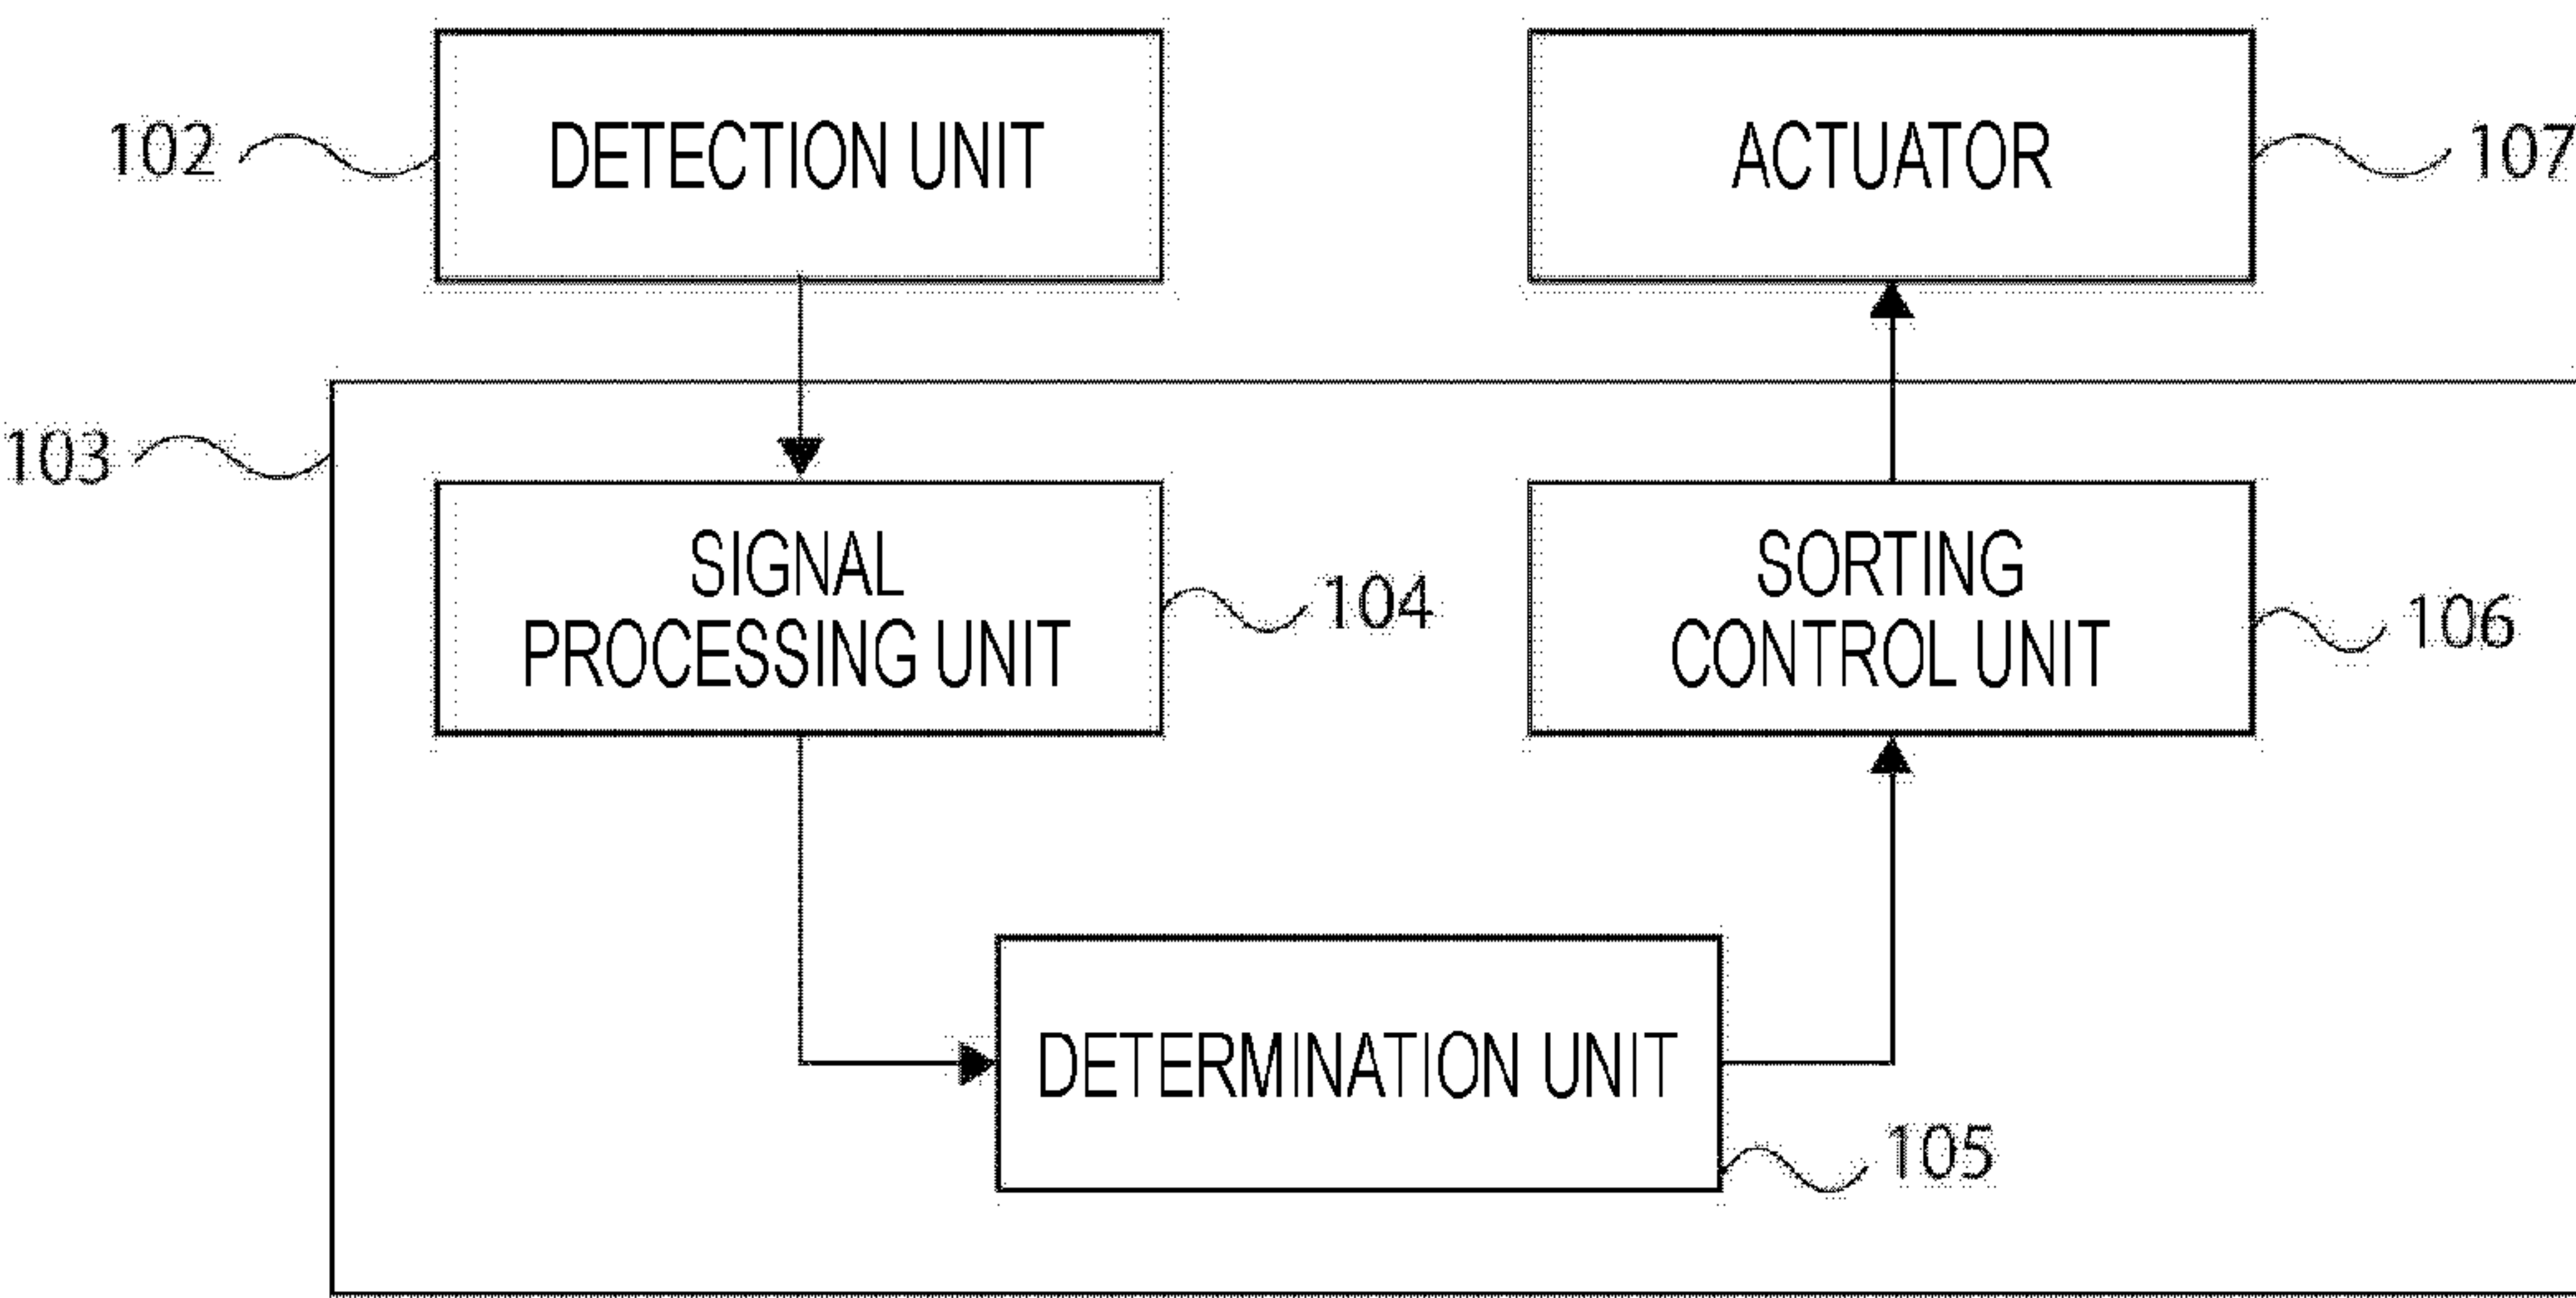 102
DETECTION UNIT
ACTUATOR
107
103
SIGNAL
PROCESSING UNIT
104
SORTING
CONTROL UNIT
106
DETERMINATION UNIT
105